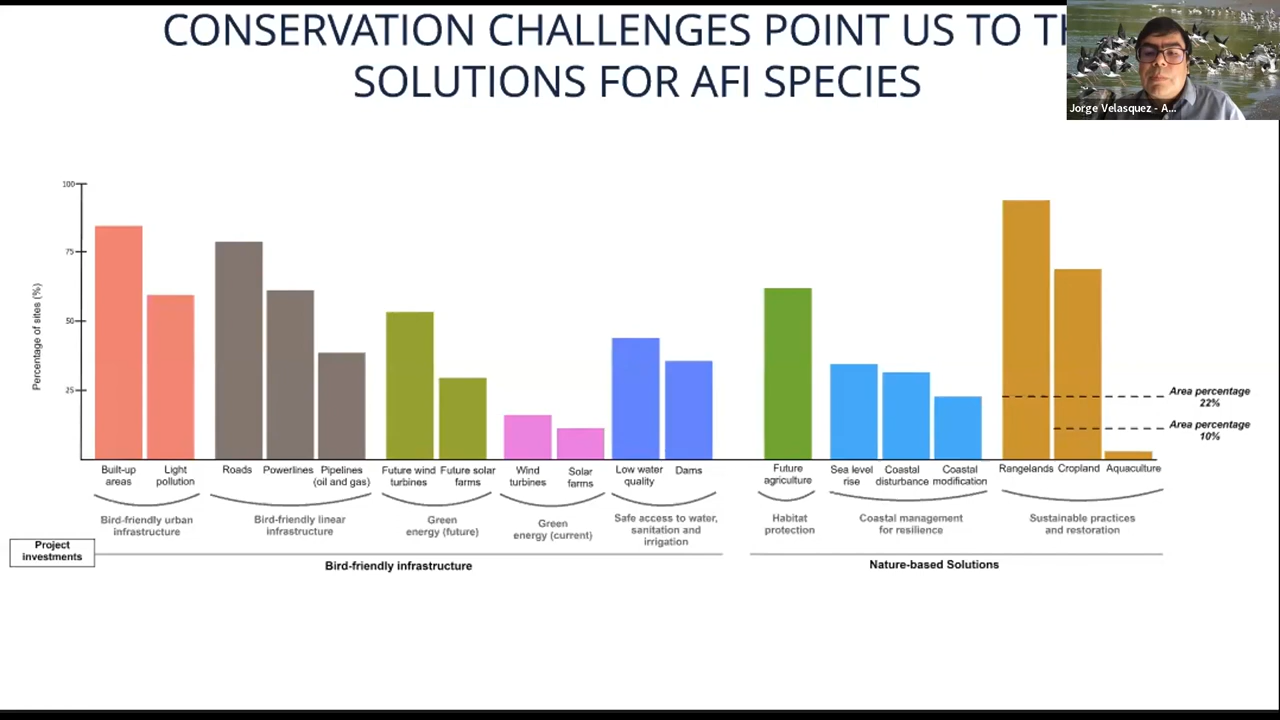 CONSERVATION CHALLENGES POINT US TO
SOLUTIONS FOR AFI SPECIES
Jorge Velasquez - A...
100
75
50
25
Percentage of sites (%)
Area percentage
22%
Area percentage
10%
Built-up
areas
Light
pollution
Roads
Powerlines
Pipelines
(oil and gas)
Future wind
turbines
Future solar
farms
Wind
turbines
Solar
farms
Low water
quality
Dams
Future
agriculture
Sea level
rise
Coastal
disturbance
Coastal
modification
Rangelands
Cropland
Aquaculture
Bird-friendly urban
infrastructure
Bird-friendly linear
infrastructure
Green
energy (future)
Green
energy (current)
Safe access to water,
sanitation and
irrigation
Habitat
protection
Coastal management
for resilience
Sustainable practices
and restoration
Project
investments
Bird-friendly infrastructure
Nature-based Solutions